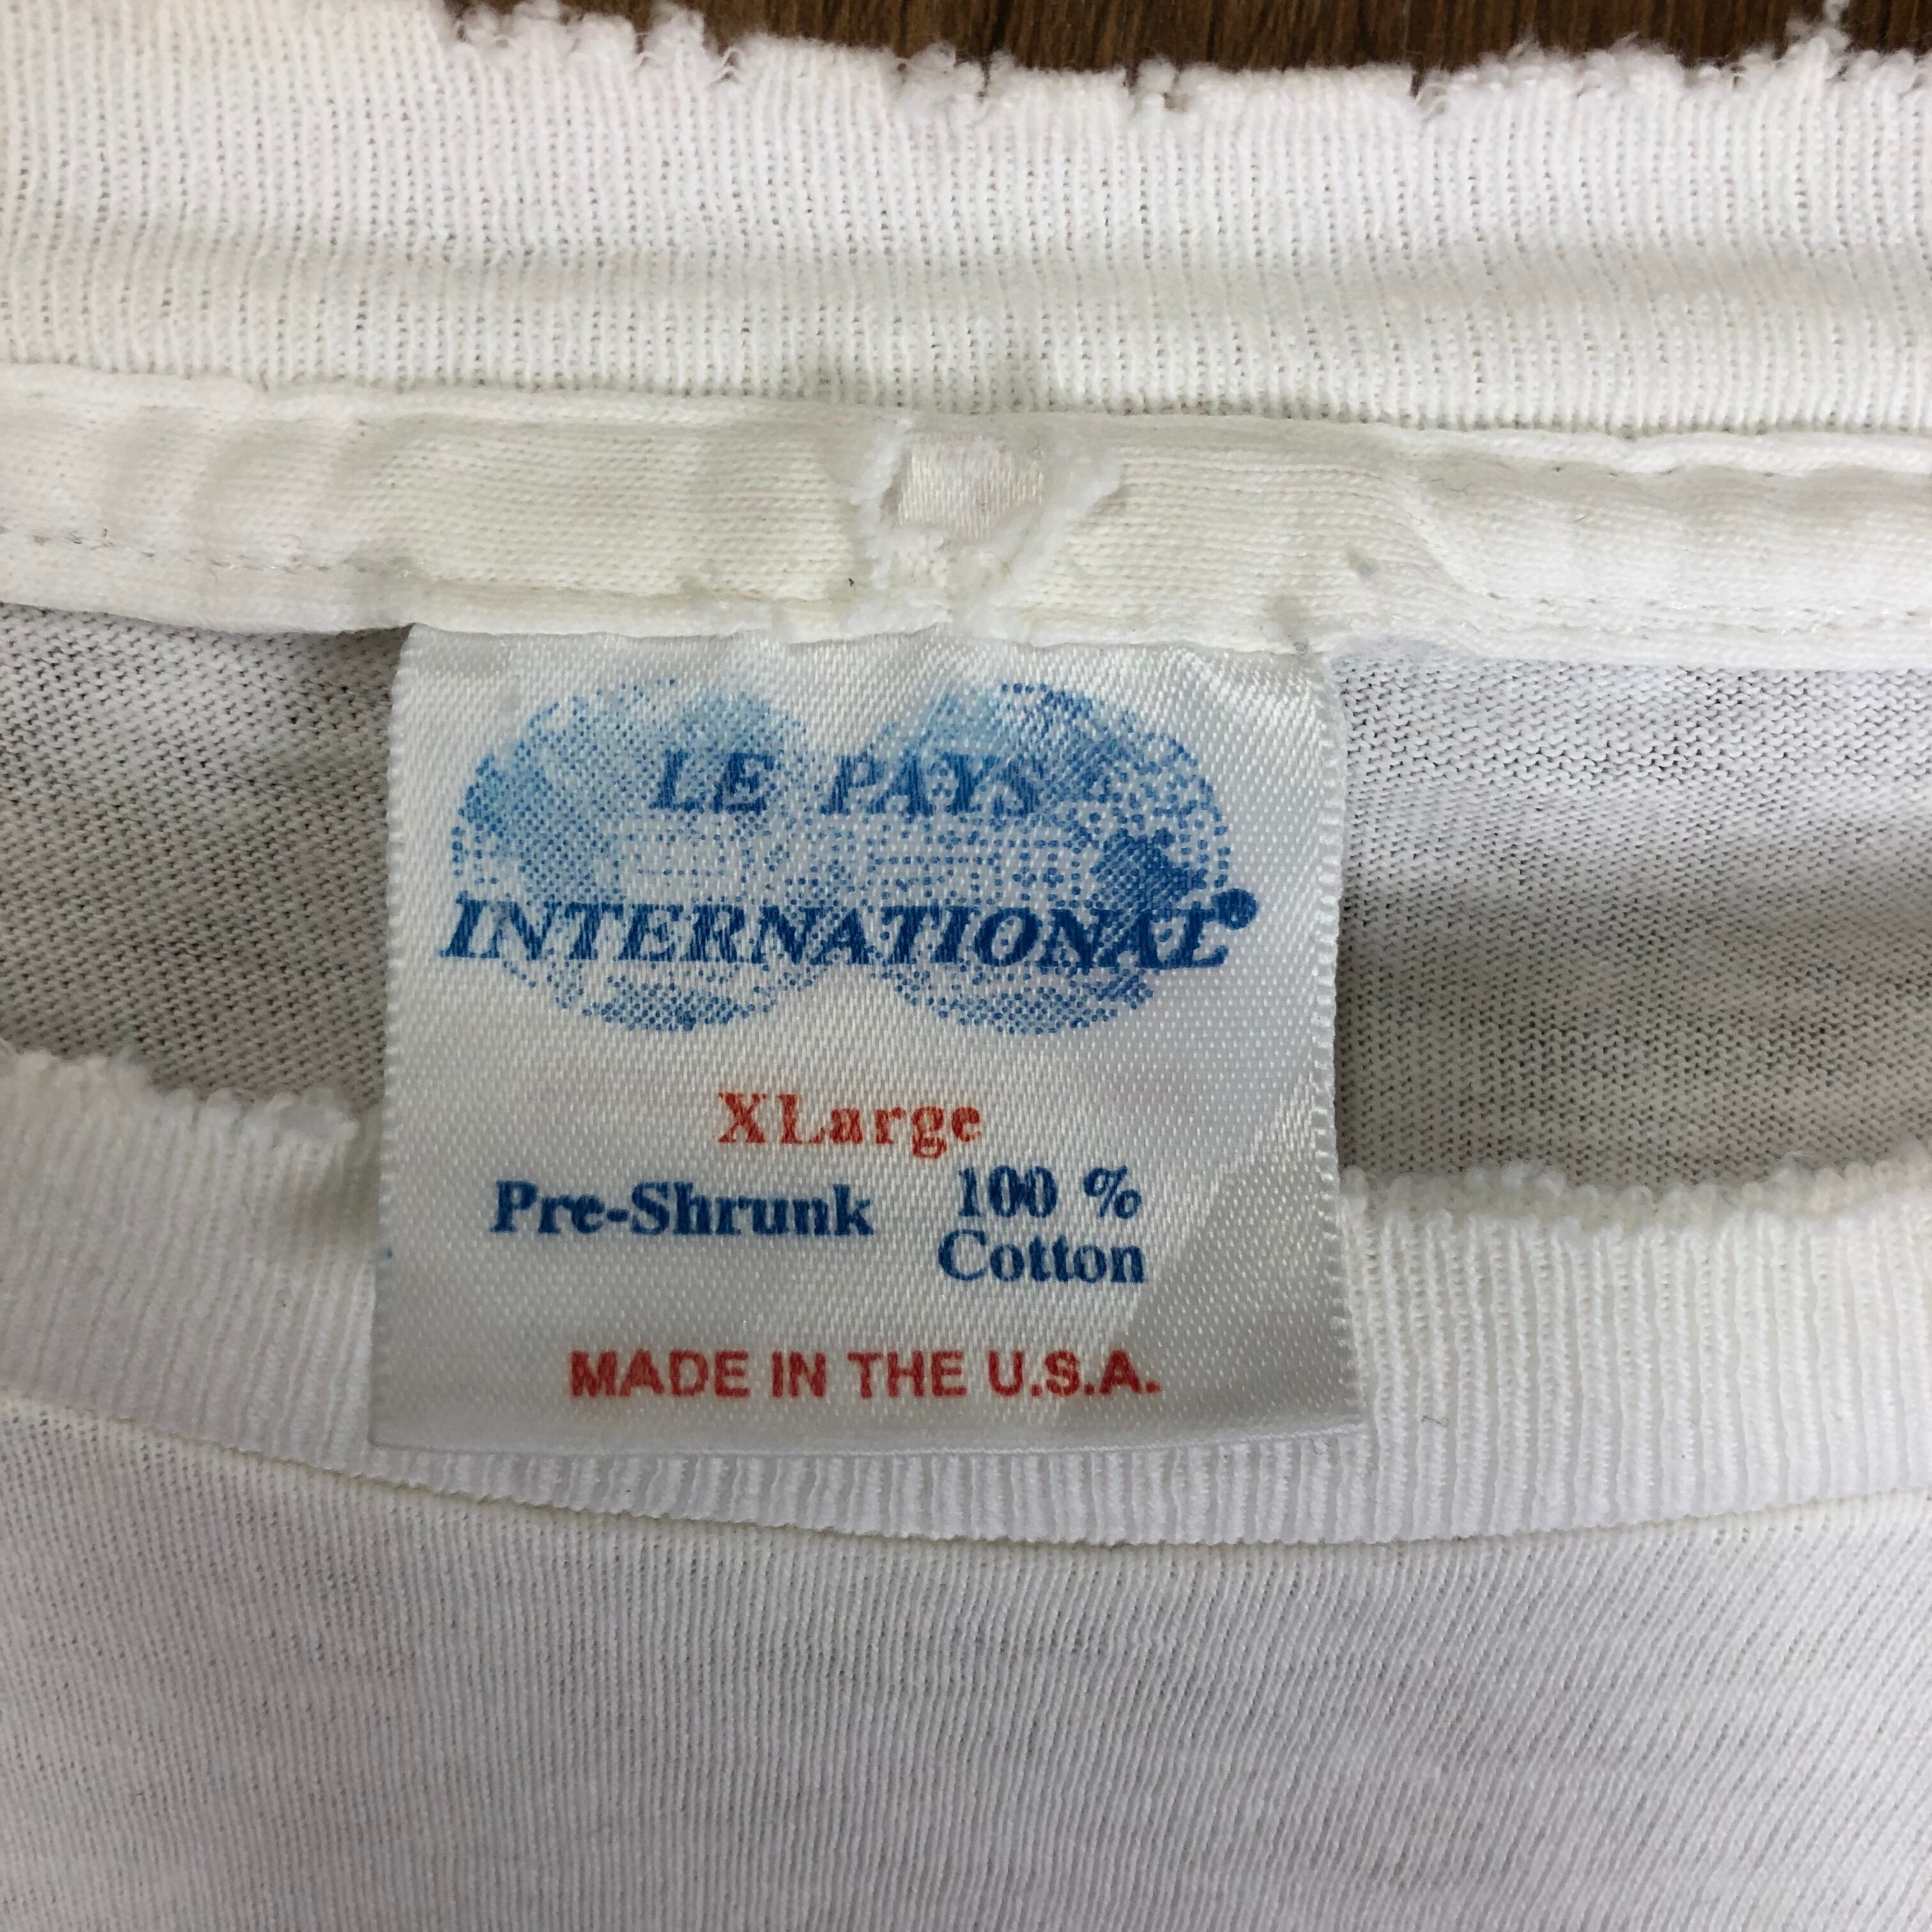 LE PAYS
INTERNATIONAL®
XLarge
Pre-Shrunk 100 %
Cotton
MADE IN THE U.S.A.